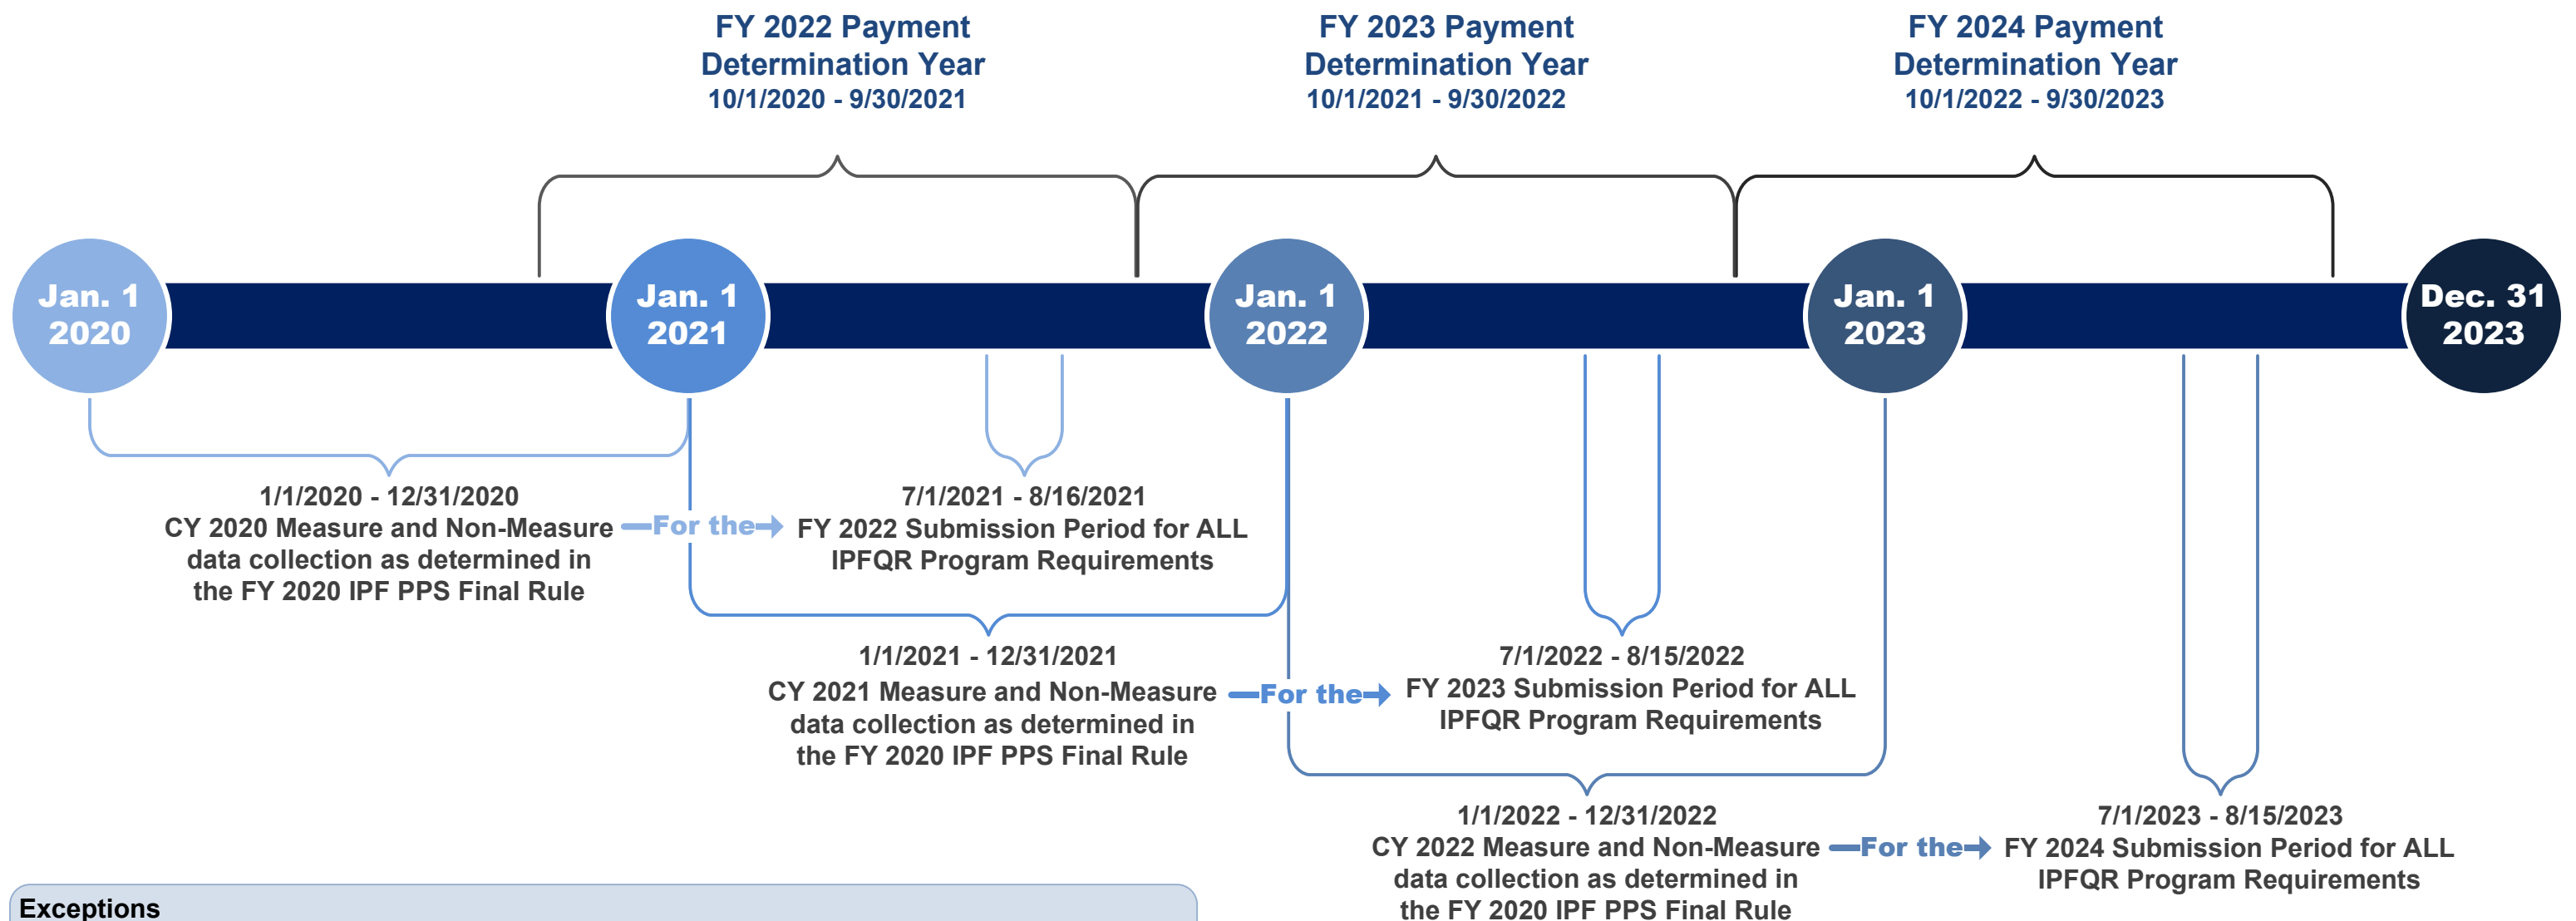 FY 2022 Payment
Determination Year
10/1/2020 - 9/30/2021
FY 2023 Payment
Determination Year
10/1/2021 - 9/30/2022
FY 2024 Payment
Determination Year
10/1/2022 - 9/30/2023
Jan. 1
2020
Jan. 1
2021
Jan. 1
2022
Jan. 1
2023
Dec. 31
2023
1/1/2020 - 12/31/2020
CY 2020 Measure and Non-Measure
data collection as determined in
the FY 2020 IPF PPS Final Rule
For the
7/1/2021 - 8/16/2021
FY 2022 Submission Period for ALL
IPFQR Program Requirements
1/1/2021 - 12/31/2021
CY 2021 Measure and Non-Measure
data collection as determined in
the FY 2020 IPF PPS Final Rule
For the
7/1/2022 - 8/15/2022
FY 2023 Submission Period for ALL
IPFQR Program Requirements
1/1/2022 - 12/31/2022
CY 2022 Measure and Non-Measure
data collection as determined in
the FY 2020 IPF PPS Final Rule
For the
7/1/2023 - 8/15/2023
FY 2024 Submission Period for ALL
IPFQR Program Requirements
Exceptions